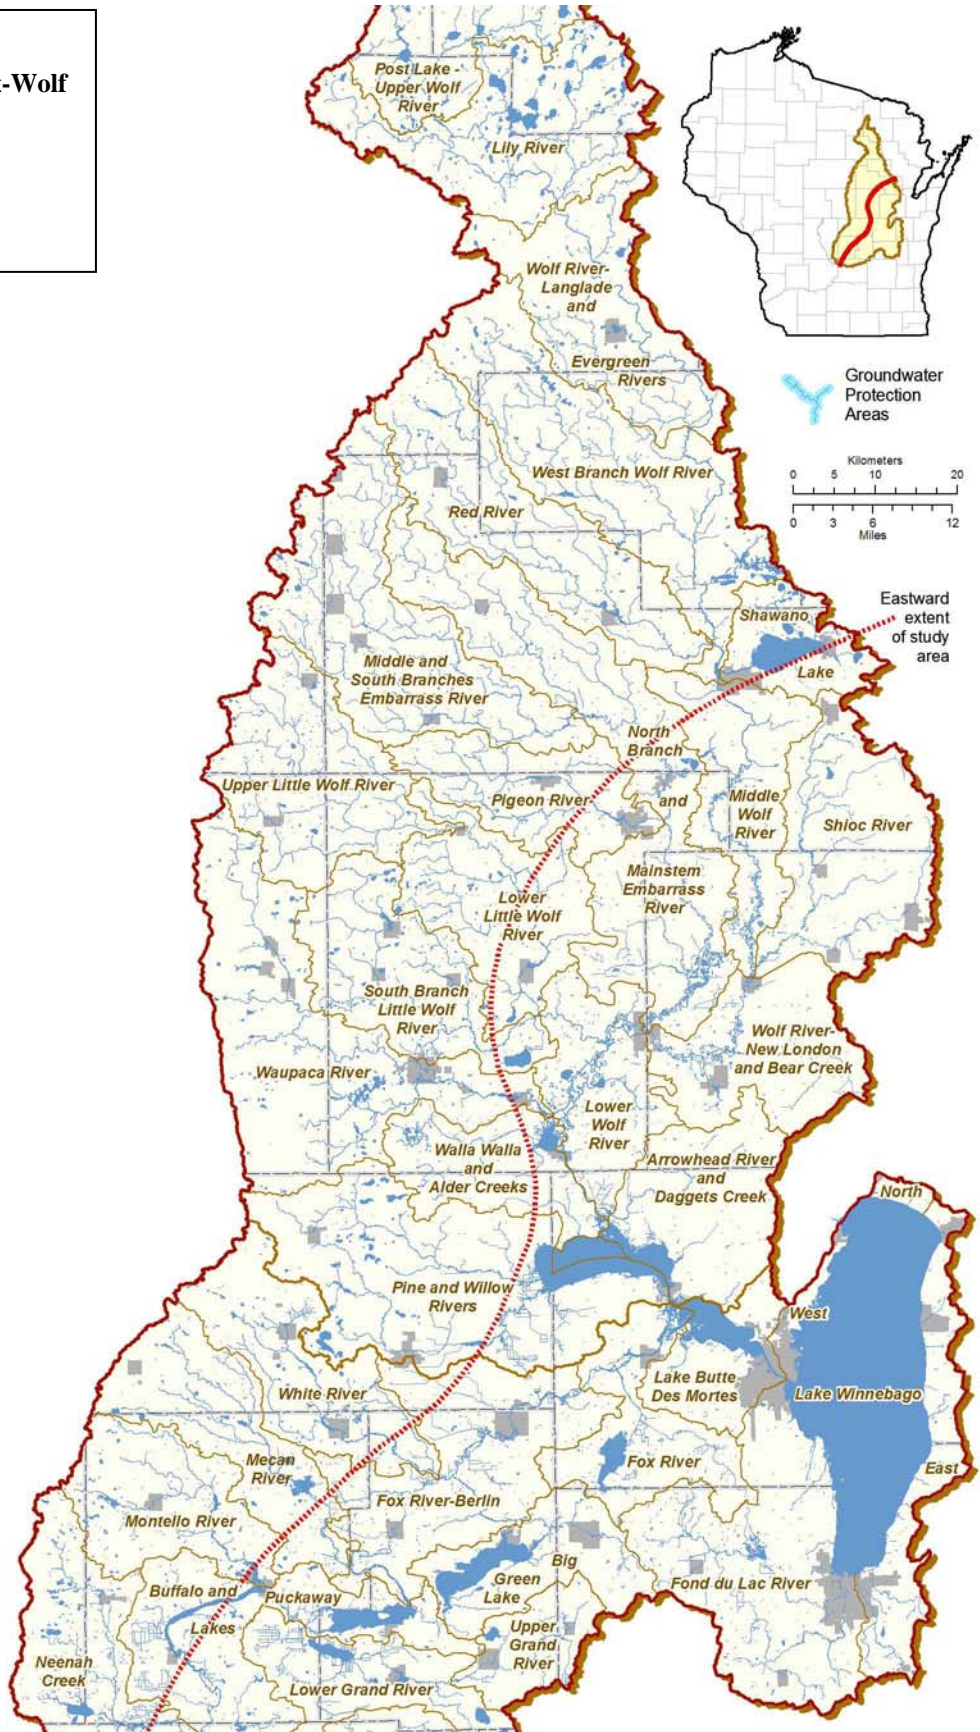 -Wolf
Post Lake -
Upper Wolf
River
Lily River
Wolf River-
Langlade
and
Evergreen
Rivers
Groundwater
Protection
Areas
Kilometers
0 5 10 20
0 3 6 12
Miles
West Branch Wolf River
Red River
Eastward
extent
of study
area
Shawano
Lake
Middle and
South Branches
Embarrass River
North
Branch
and
Mainstem
Embarrass
River
Upper Little Wolf River
Pigeon River
Middle
Wolf
River
Shioc River
Lower
Little Wolf
River
South Branch
Little Wolf
River
Waupaca River
Wolf River-
New London
and Bear Creek
Lower
Wolf
River
Walla Walla
and
Alder Creeks
Arrowhead River
and
Daggets Creek
North
Pine and Willow
Rivers
West
White River
Lake Butte
Des Mortes
Lake Winnebago
Mecan
River
Fox River
East
Fox River-Berlin
Montello River
Big
Green
Lake
Fond du Lac River
Buffalo and
Puckaway
Lakes
Upper
Grand
River
Neenah
Creek
Lower Grand River